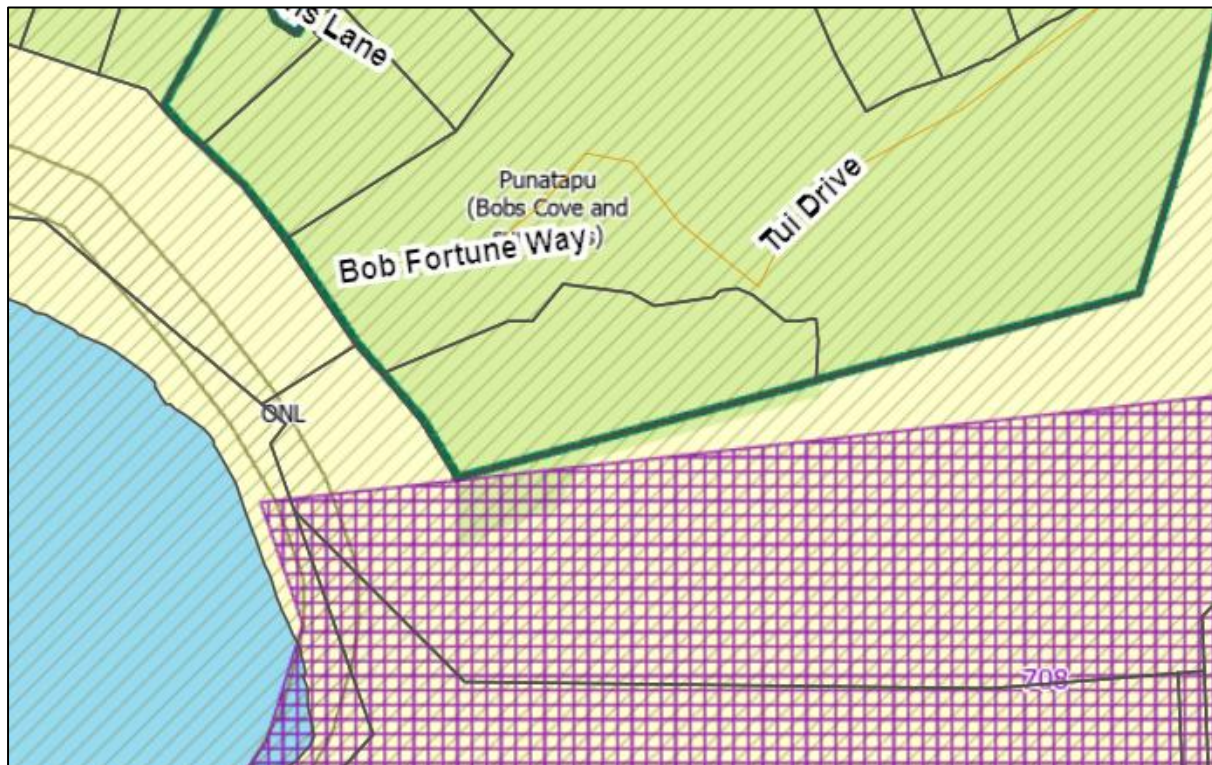 Lane
Punatapu
(Bobs Cove and
Bob Fortune Way
Tui Drive
ONL
708